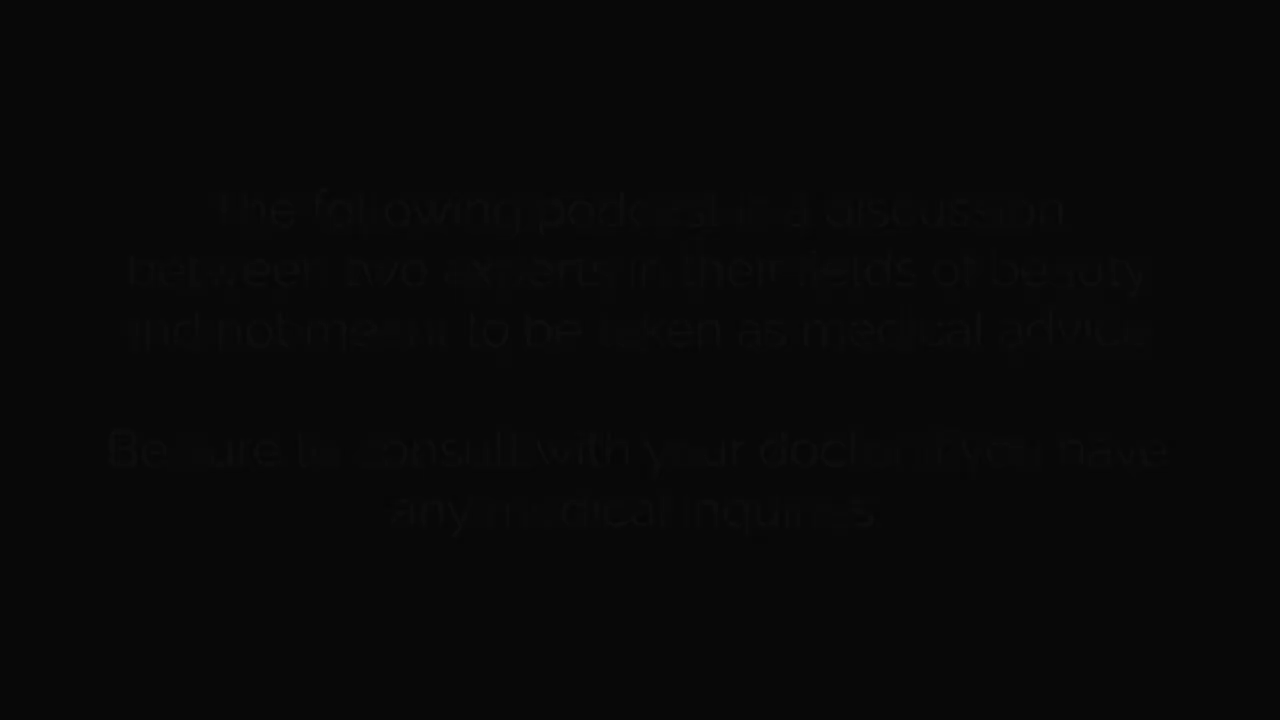 The following podcast is a discussion
between two experts in their fields of beauty
and not meant to be taken as medical advice
Be sure to consult with your doctor if you have
any medical inquiries